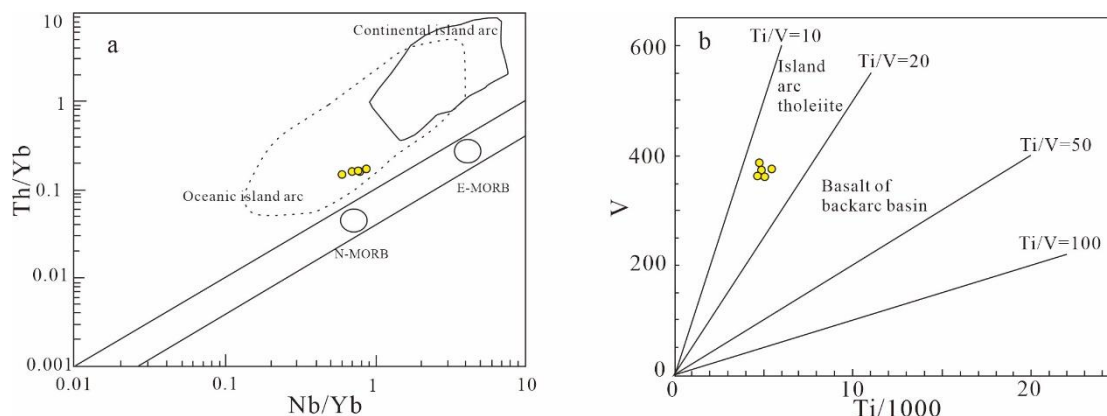 a
Continental island arc
Oceanic island arc
E-MORB
N-MORB
10
1
0.1
0.01
0.001
Th/Yb
0.01
0.1
1
10
Nb/Yb
b
Ti/V=10
Ti/V=20
Island
arc
tholeiite
Ti/V=50
Basalt of
backarc basin
Ti/V=100
600
400
200
0
V
0
10
20
Ti/1000